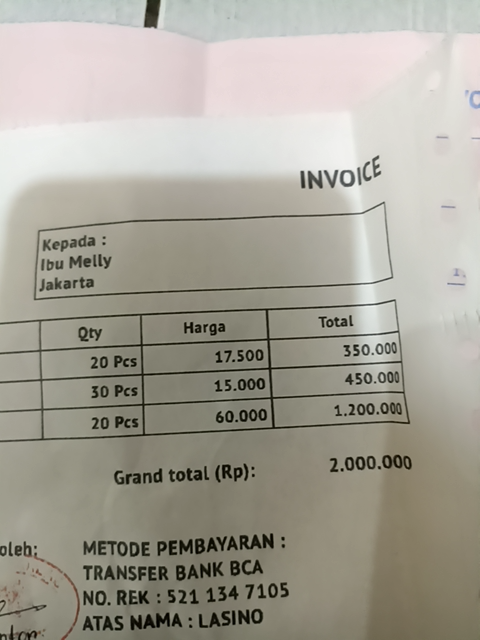 INVOICE
Kepada :
Ibu Melly
Jakarta
Qty Harga Total
20 Pcs 17.500 350.000
30 Pcs 15.000 450.000
20 Pcs 60.000 1.200.000
Grand total (Rp): 2.000.000
oleh: METODE PEMBAYARAN :
TRANSFER BANK BCA
NO. REK : 521 134 7105
ATAS NAMA : LASINO